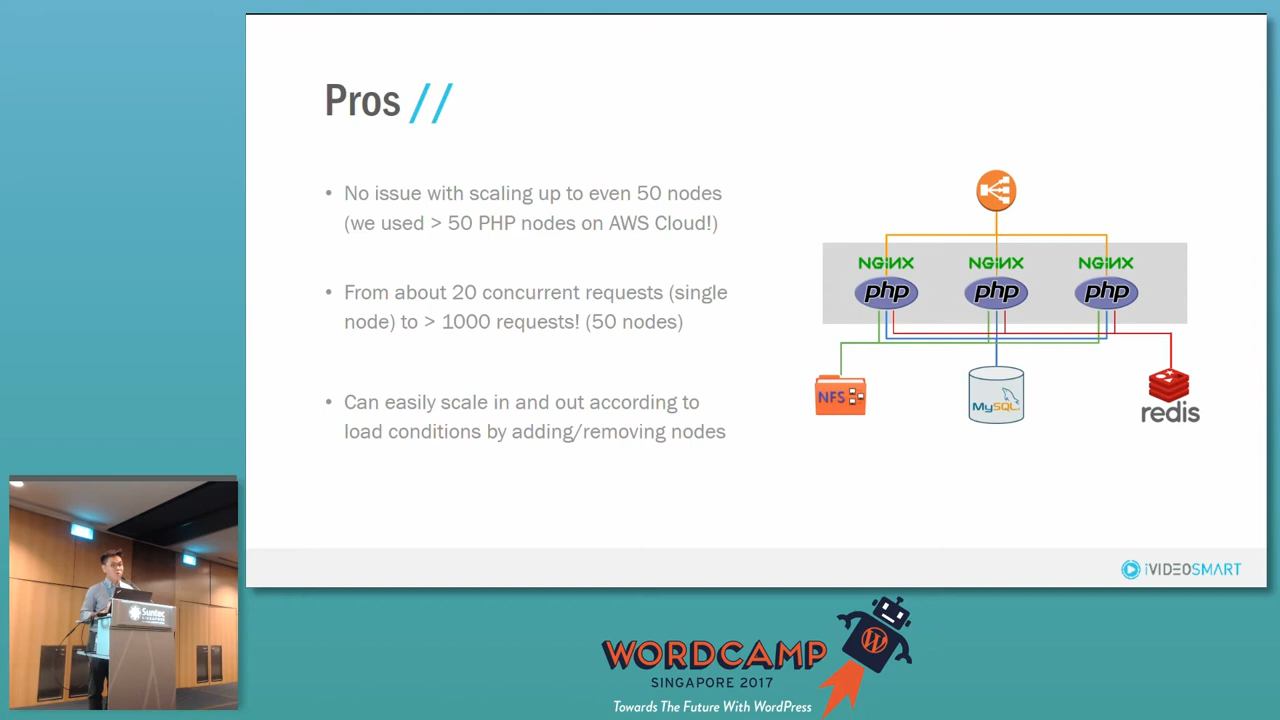 Pros //
• No issue with scaling up to even 50 nodes
(we used > 50 PHP nodes on AWS Cloud!)
• From about 20 concurrent requests (single
node) to > 1000 requests! (50 nodes)
• Can easily scale in and out according to
load conditions by adding/removing nodes
NGiNX NGiNX NGiNX
php php php
NFS
MySQL
redis
iVIDEOSMART
Suntec
SINGAPORE
WORDCAMP
SINGAPORE 2017
Towards The Future With WordPress